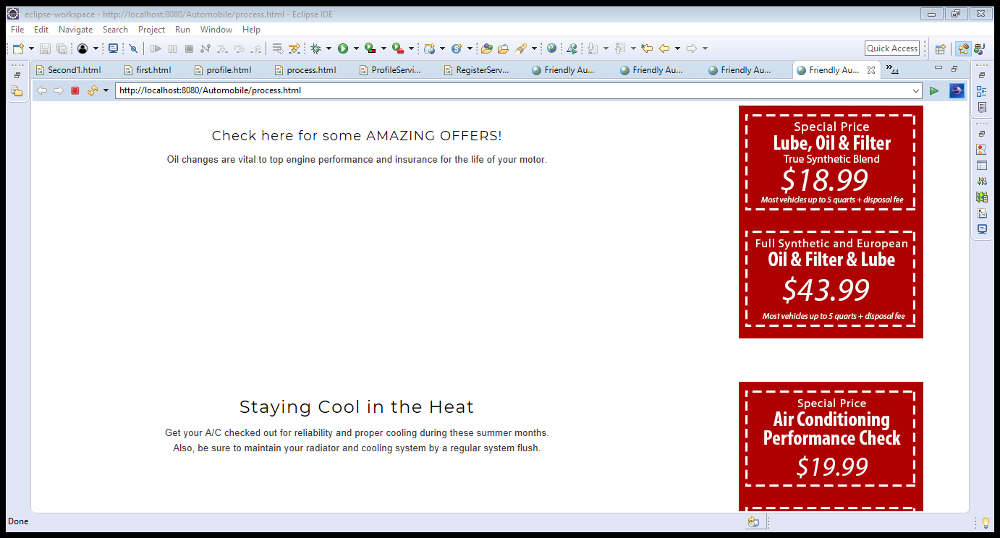 eclipse-workspace - http://localhost:8080/Automobile/process.html - Eclipse IDE
File Edit Navigate Search Project Run Window Help
Quick Access
Second1.html first.html profile.html process.html ProfileServi... RegisterServ... Friendly Au... Friendly Au... Friendly Au... Friendly Au... »44
http://localhost:8080/Automobile/process.html
Check here for some AMAZING OFFERS!
Oil changes are vital to top engine performance and insurance for the life of your motor.
Special Price
Lube, Oil & Filter
True Synthetic Blend
$18.99
Most vehicles up to 5 quarts + disposal fee
Full Synthetic and European
Oil & Filter & Lube
$43.99
Most vehicles up to 5 quarts + disposal fee
Staying Cool in the Heat
Get your A/C checked out for reliability and proper cooling during these summer months.
Also, be sure to maintain your radiator and cooling system by a regular system flush.
Special Price
Air Conditioning
Performance Check
$19.99
Done